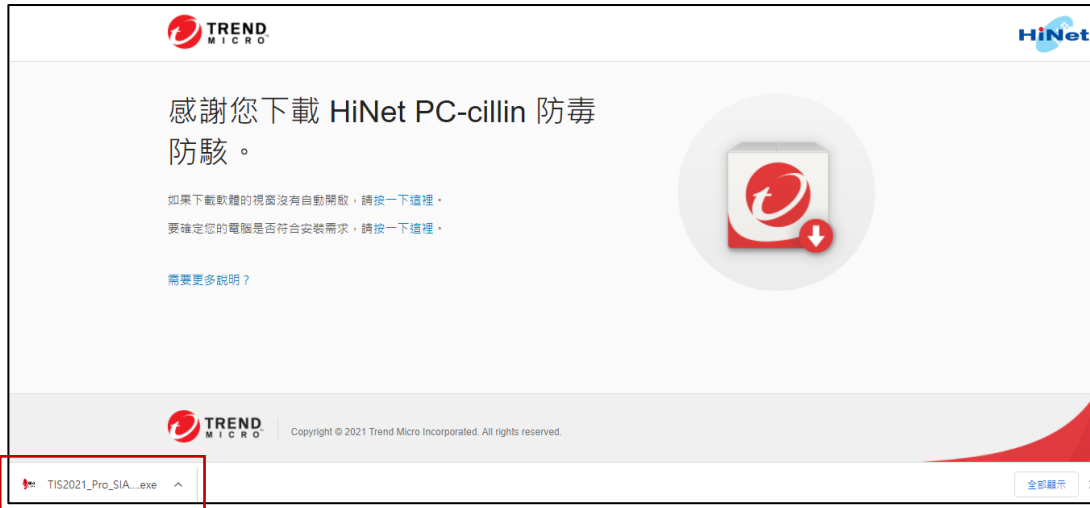 TREND
MICRO
HiNet
感謝您下載 HiNet PC-cillin 防毒
防駭。
如果下載軟體的視窗沒有自動開啟，請按一下這裡。
要確定您的電腦是否符合安裝需求，請按一下這裡。
需要更多說明？
TREND
MICRO
Copyright © 2021 Trend Micro Incorporated. All rights reserved.
TIS2021_Pro_SIA....exe
全部顯示